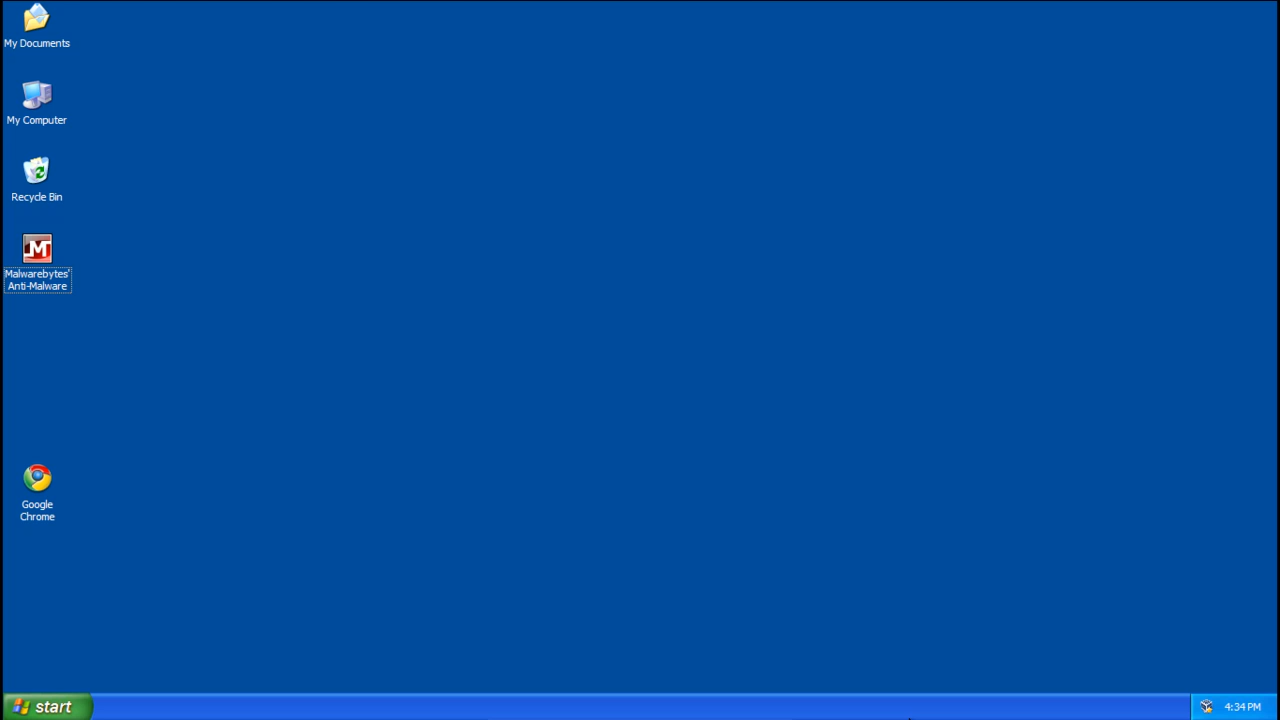 My Documents
My Computer
Recycle Bin
Malwarebytes'
Anti-Malware
Google
Chrome
start
4:34 PM